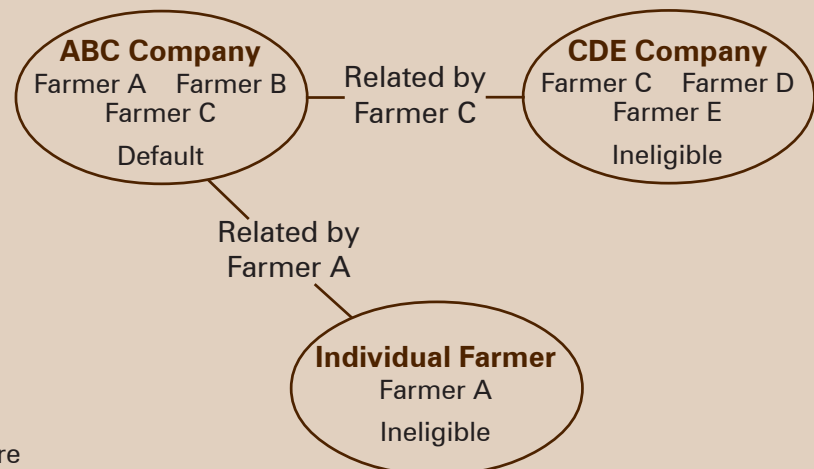 ABC Company
Farmer A Farmer B
Farmer C
Default
Related by
Farmer C
CDE Company
Farmer C Farmer D
Farmer E
Ineligible
Related by
Farmer A
Individual Farmer
Farmer A
Ineligible
re